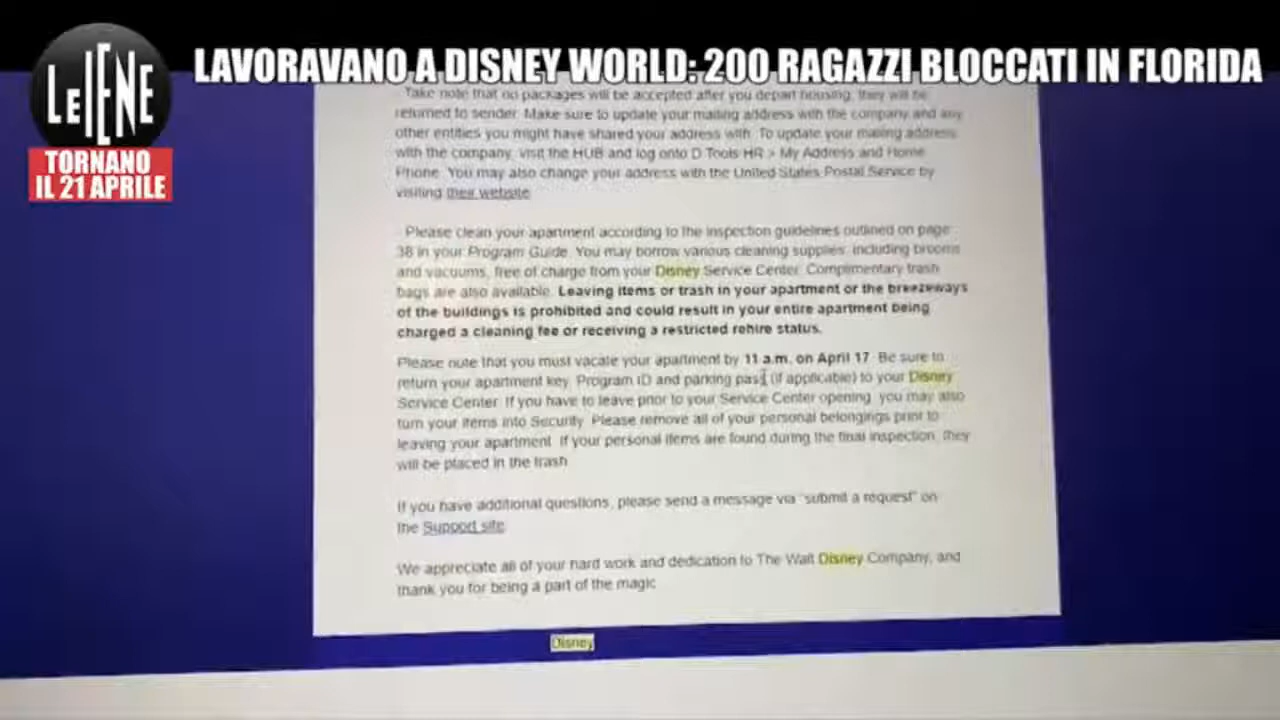 LeIENE
TORNANO
IL 21 APRILE
LAVORAVANO A DISNEY WORLD: 200 RAGAZZI BLOCCATI IN FLORIDA
Take note that no packages will be accepted after you depart housing; they will be
returned to sender. Make sure to update your mailing address with the company and any
other entities you might have shared your address with. To update your mailing address
with the company, visit the HUB and log onto D Tools HR > My Address and Home
Phone. You may also change your address with the United States Postal Service by
visiting their website.
Please clean your apartment according to the inspection guidelines outlined on page
38 in your Program Guide. You may borrow various cleaning supplies, including brooms
and vacuums, free of charge from your Disney Service Center. Complimentary trash
bags are also available. Leaving items or trash in your apartment or the breezeways
of the buildings is prohibited and could result in your entire apartment being
charged a cleaning fee or receiving a restricted rehire status.
Please note that you must vacate your apartment by 11 a.m. on April 17. Be sure to
return your apartment key, Program ID and parking pass (if applicable) to your Disney
Service Center. If you have to leave prior to your Service Center opening, you may also
turn your items into Security. Please remove all of your personal belongings prior to
leaving your apartment. If your personal items are found during the final inspection, they
will be placed in the trash.
If you have additional questions, please send a message via "submit a request" on
the Support site.
We appreciate all of your hard work and dedication to The Walt Disney Company, and
thank you for being a part of the magic.
Disney